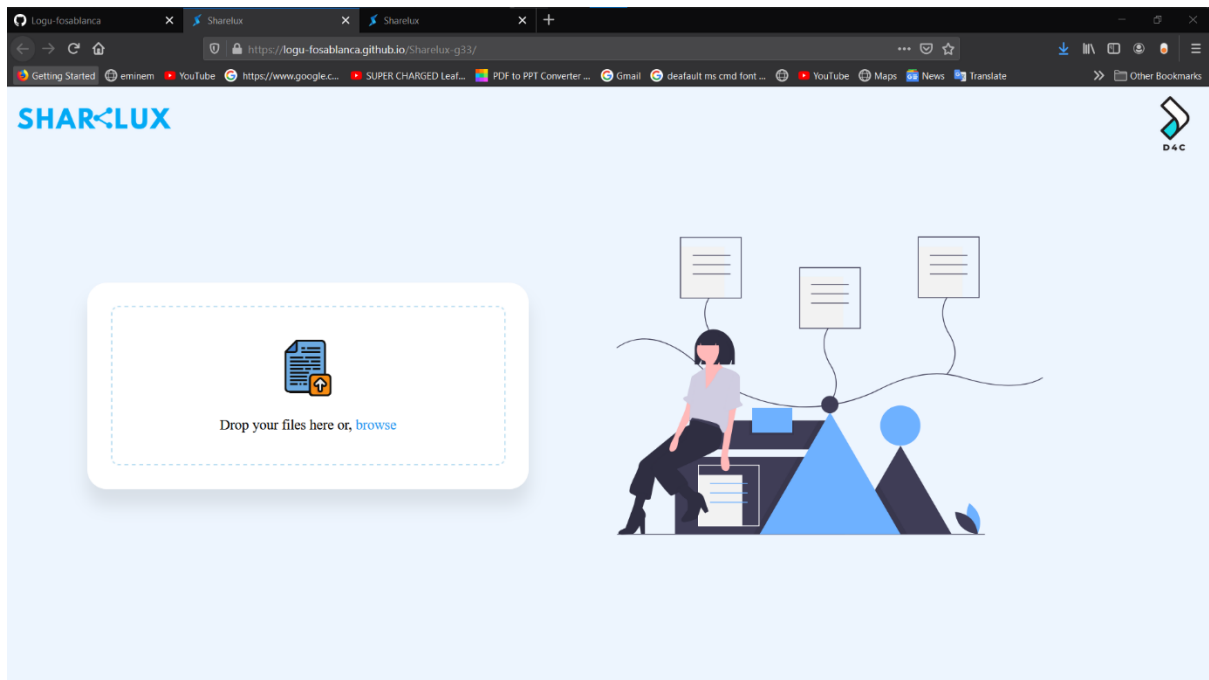 Logu-fosablanca
Sharelux
Sharelux
https://logu-fosablanca.github.io/Sharelux-g33/
Getting Started eminem YouTube https://www.google.c... SUPER CHARGED Leaf... PDF to PPT Converter ... Gmail deafault ms cmd font ... YouTube Maps News Translate Other Bookmarks
SHARLUX
D4C
Drop your files here or, browse